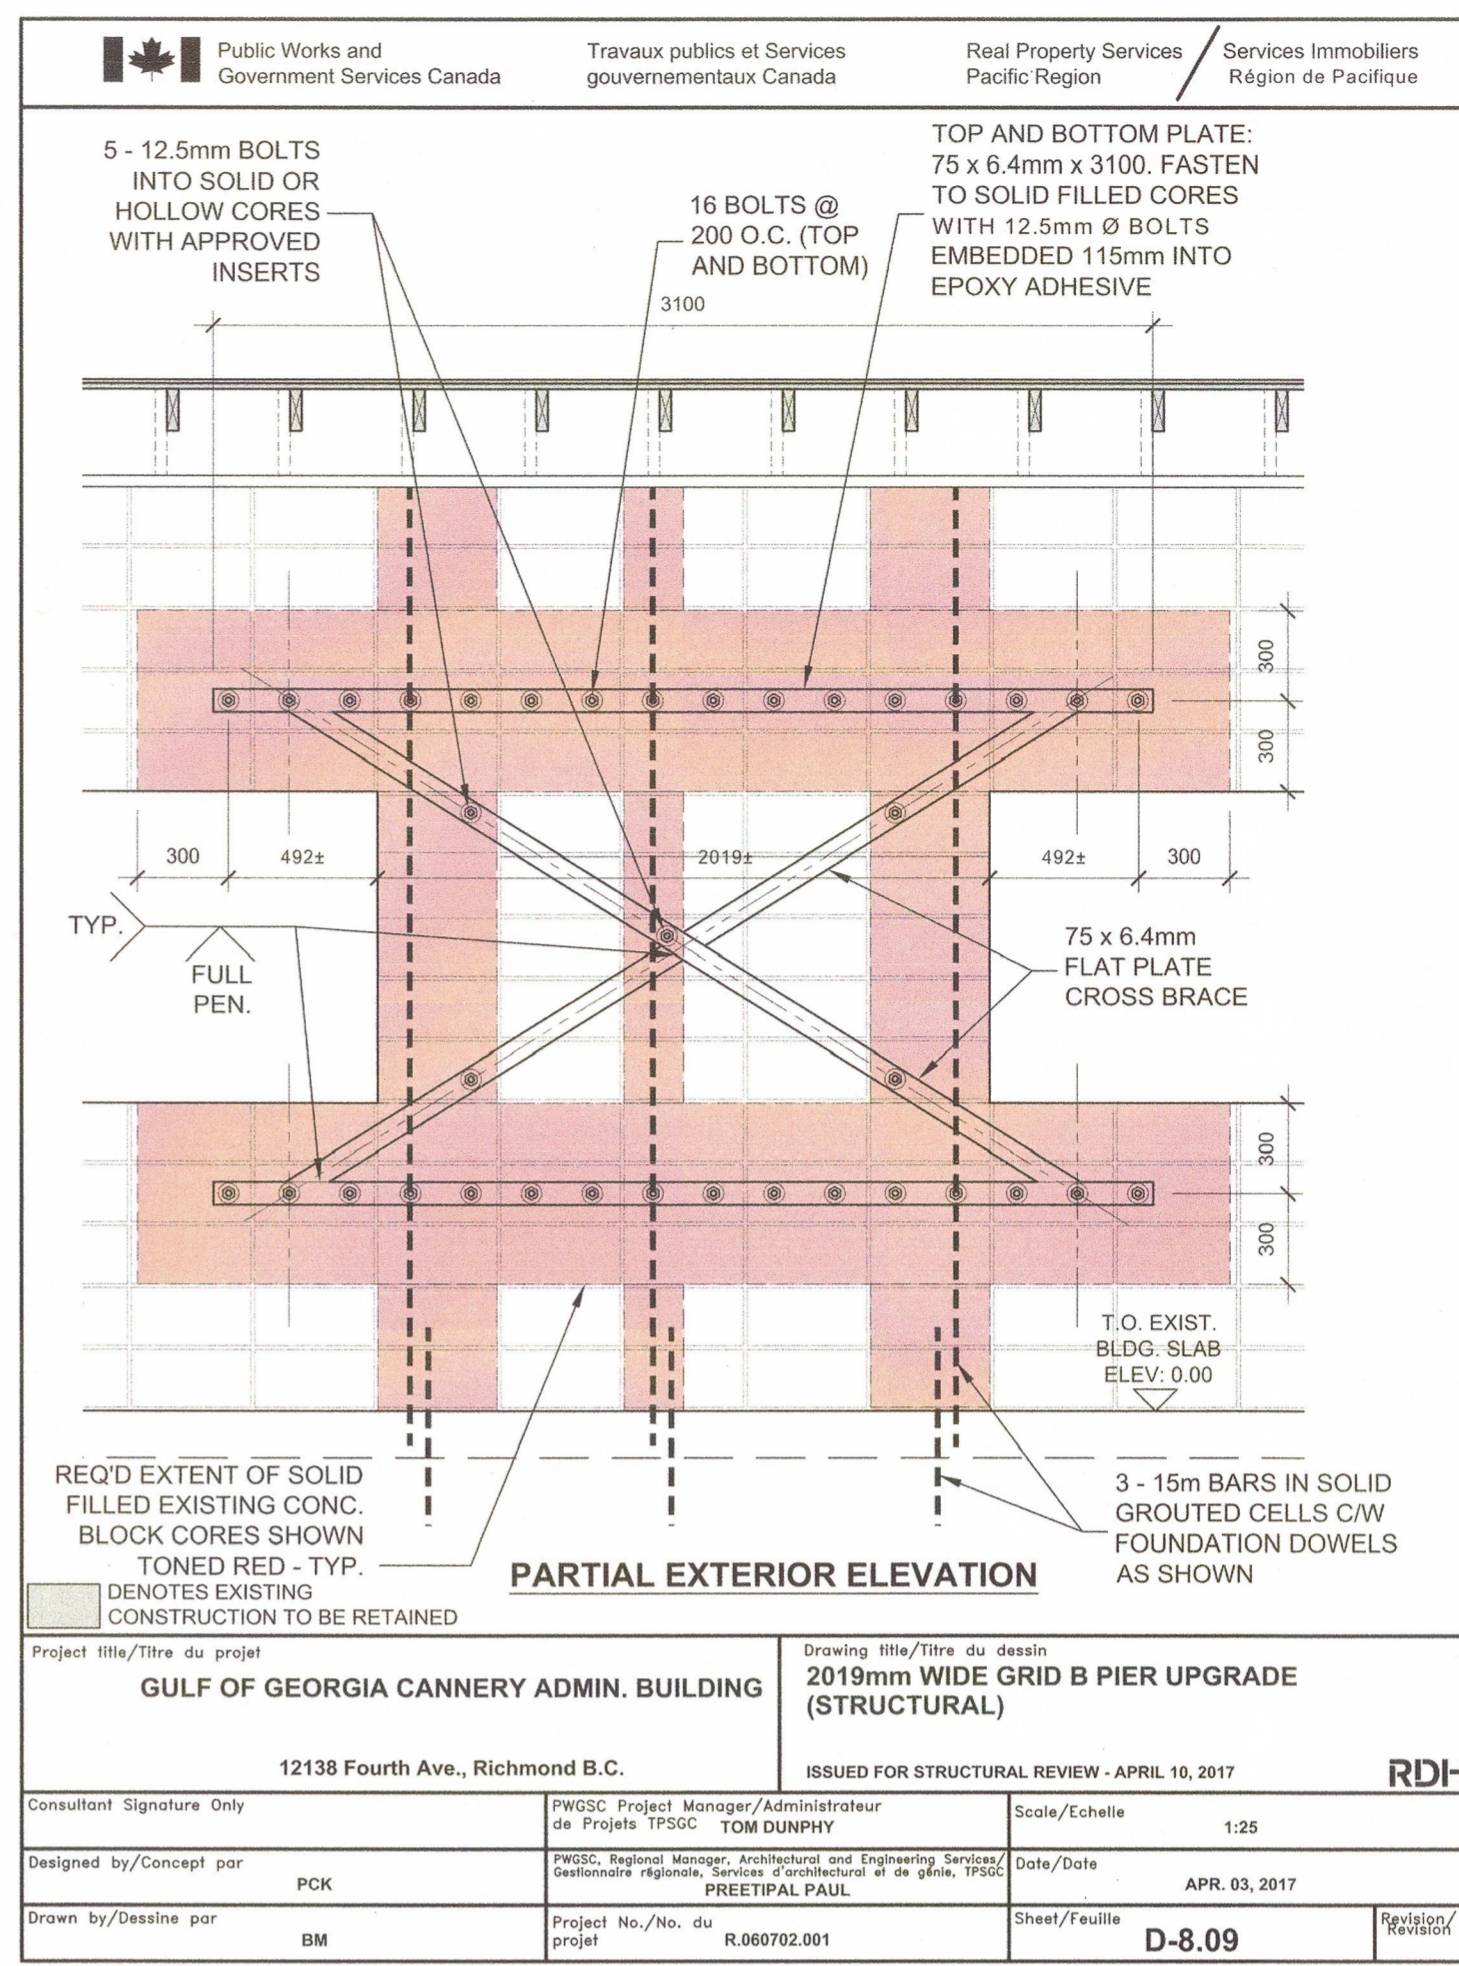 Public Works and
Government Services Canada
Travaux publics et Services
gouvernementaux Canada
Real Property Services
Pacific Region
Services Immobiliers
Région de Pacifique
5 - 12.5mm BOLTS
INTO SOLID OR
HOLLOW CORES
WITH APPROVED
INSERTS
16 BOLTS @
200 O.C. (TOP
AND BOTTOM)
TOP AND BOTTOM PLATE:
75 x 6.4mm x 3100. FASTEN
TO SOLID FILLED CORES
WITH 12.5mm Ø BOLTS
EMBEDDED 115mm INTO
EPOXY ADHESIVE
3100
300
300
300
492±
2019±
492±
300
TYP.
FULL
PEN.
75 x 6.4mm
FLAT PLATE
CROSS BRACE
300
300
T.O. EXIST.
BLDG. SLAB
ELEV: 0.00
REQ'D EXTENT OF SOLID
FILLED EXISTING CONC.
BLOCK CORES SHOWN
TONED RED - TYP.
3 - 15m BARS IN SOLID
GROUTED CELLS C/W
FOUNDATION DOWELS
AS SHOWN
PARTIAL EXTERIOR ELEVATION
DENOTES EXISTING
CONSTRUCTION TO BE RETAINED
Project title/Titre du projet
GULF OF GEORGIA CANNERY ADMIN. BUILDING
12138 Fourth Ave., Richmond B.C.
Drawing title/Titre du dessin
2019mm WIDE GRID B PIER UPGRADE
(STRUCTURAL)
ISSUED FOR STRUCTURAL REVIEW - APRIL 10, 2017
Consultant Signature Only
PWGSC Project Manager/Administrateur
de Projets TPSGC TOM DUNPHY
Scale/Echelle
1:25
Designed by/Concept par
PCK
PWGSC, Regional Manager, Architectural and Engineering Services/
Gestionnaire régionale, Services d'architectural et de génie, TPSGC
PREETIPAL PAUL
Date/Date
APR. 03, 2017
Drawn by/Dessine par
BM
Project No./No. du
projet R.060702.001
Sheet/Feuille
D-8.09
Revision/
Revision